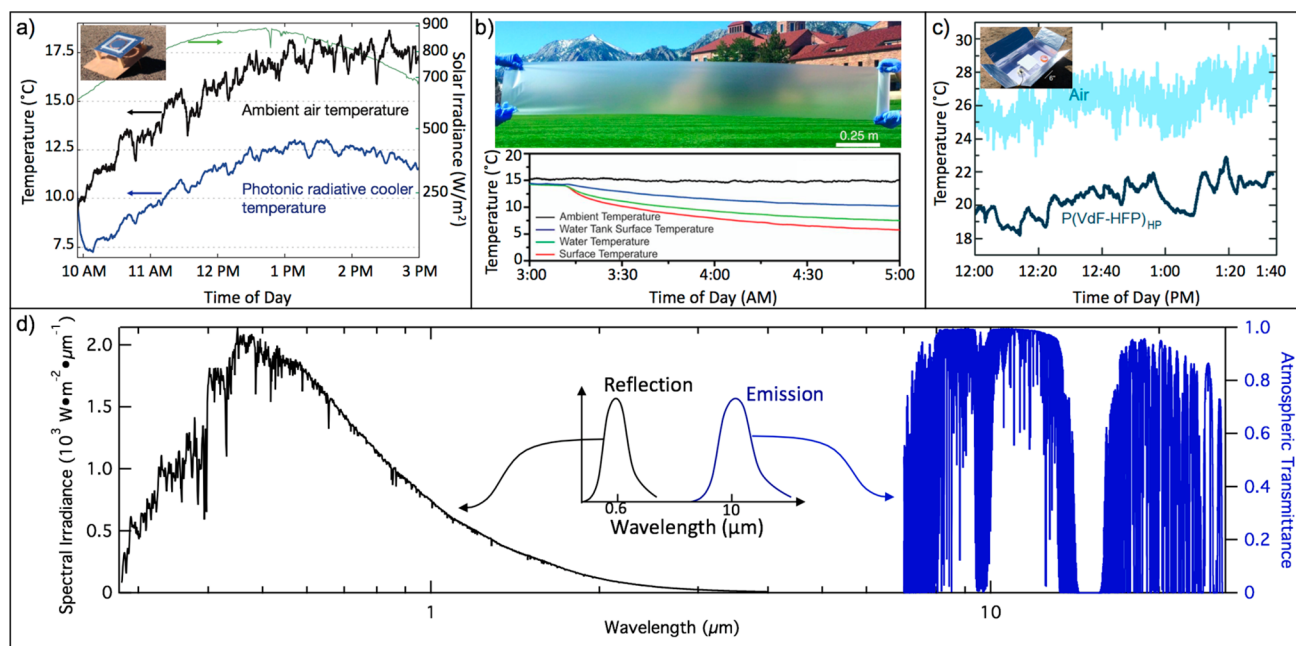 a)
Temperature (°C)
17.5
15.0
12.5
10.0
7.5
10 AM 11 AM 12 PM 1 PM 2 PM 3 PM
Time of Day
Ambient air temperature
Photonic radiative cooler
temperature
900
800
700
500
250
Solar Irradiance
(W/m²)
b)
0.25 m
Temperature (°C)
20
15
10
5
0
Ambient Temperature
Water Tank Surface Temperature
Water Temperature
Surface Temperature
3:00 3:30 4:00 4:30 5:00
Time of Day (AM)
c)
Temperature (°C)
30
28
26
24
22
20
18
6"
Air
P(VdF-HFP)HP
12:00 12:20 12:40 1:00 1:20 1:40
Time of Day (PM)
d)
Spectral Irradiance (10³ W•m⁻²•μm⁻¹)
2.0
1.5
1.0
0.5
0
Reflection
Emission
0.6 10
Wavelength (μm)
1 10
Wavelength (μm)
1.0
0.8
0.6
0.4
0.2
0
Atmospheric Transmittance